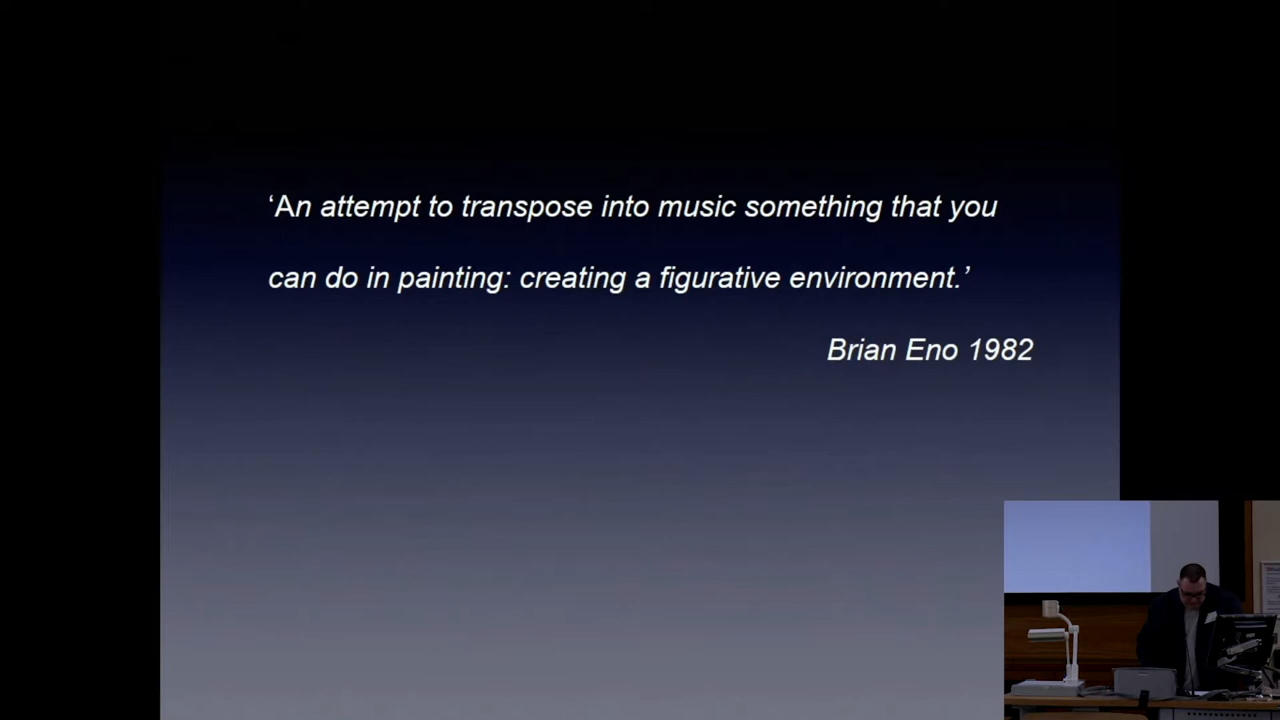 ‘An attempt to transpose into music something that you
can do in painting: creating a figurative environment.’
Brian Eno 1982